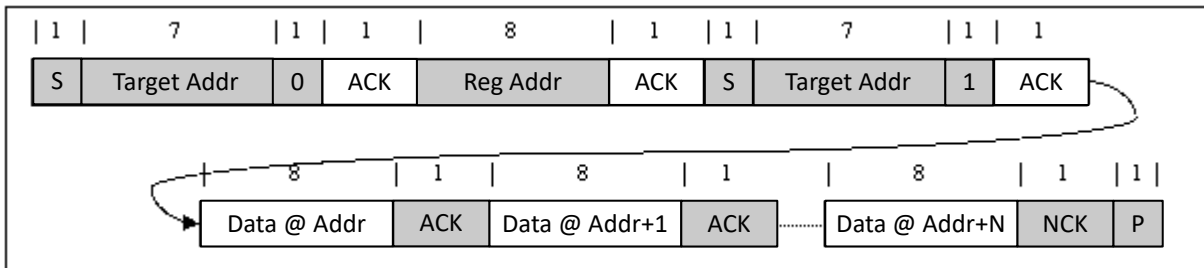 | 1 | 7 | 1 | 1 | 8 | 1 | 1 | 7 | 1 | 1
S Target Addr 0 ACK Reg Addr ACK S Target Addr 1 ACK
| 8 | 1 | 8 | 1 | 8 | 1 | 1 |
Data @ Addr ACK Data @ Addr+1 ACK Data @ Addr+N NCK P